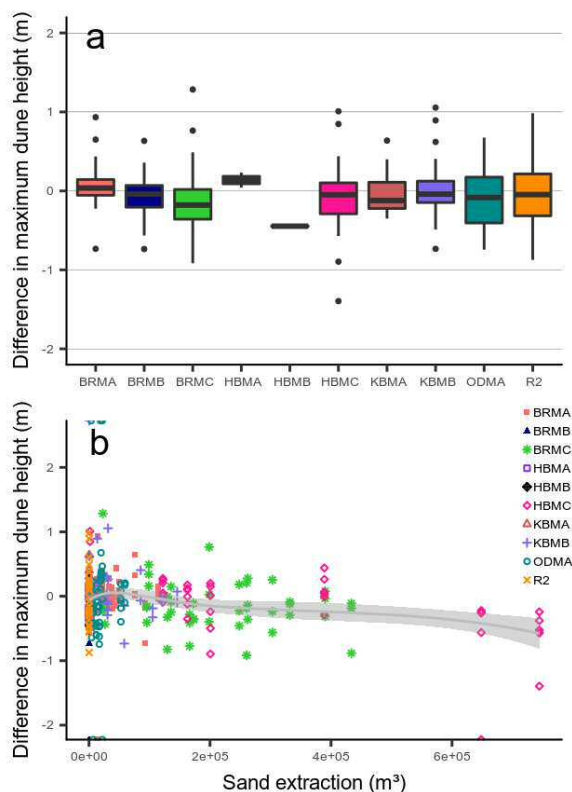 a
Difference in maximum dune height (m)
2
1
0
-1
-2
BRMA BRMB BRMC HBMA HBMB HBMC KBMA KBMB ODMA R2
b
Difference in maximum dune height (m)
2
1
0
-1
-2
0e+00 2e+05 4e+05 6e+05
Sand extraction (m³)
BRMA
BRMB
BRMC
HBMA
HBMB
HBMC
KBMA
KBMB
ODMA
R2